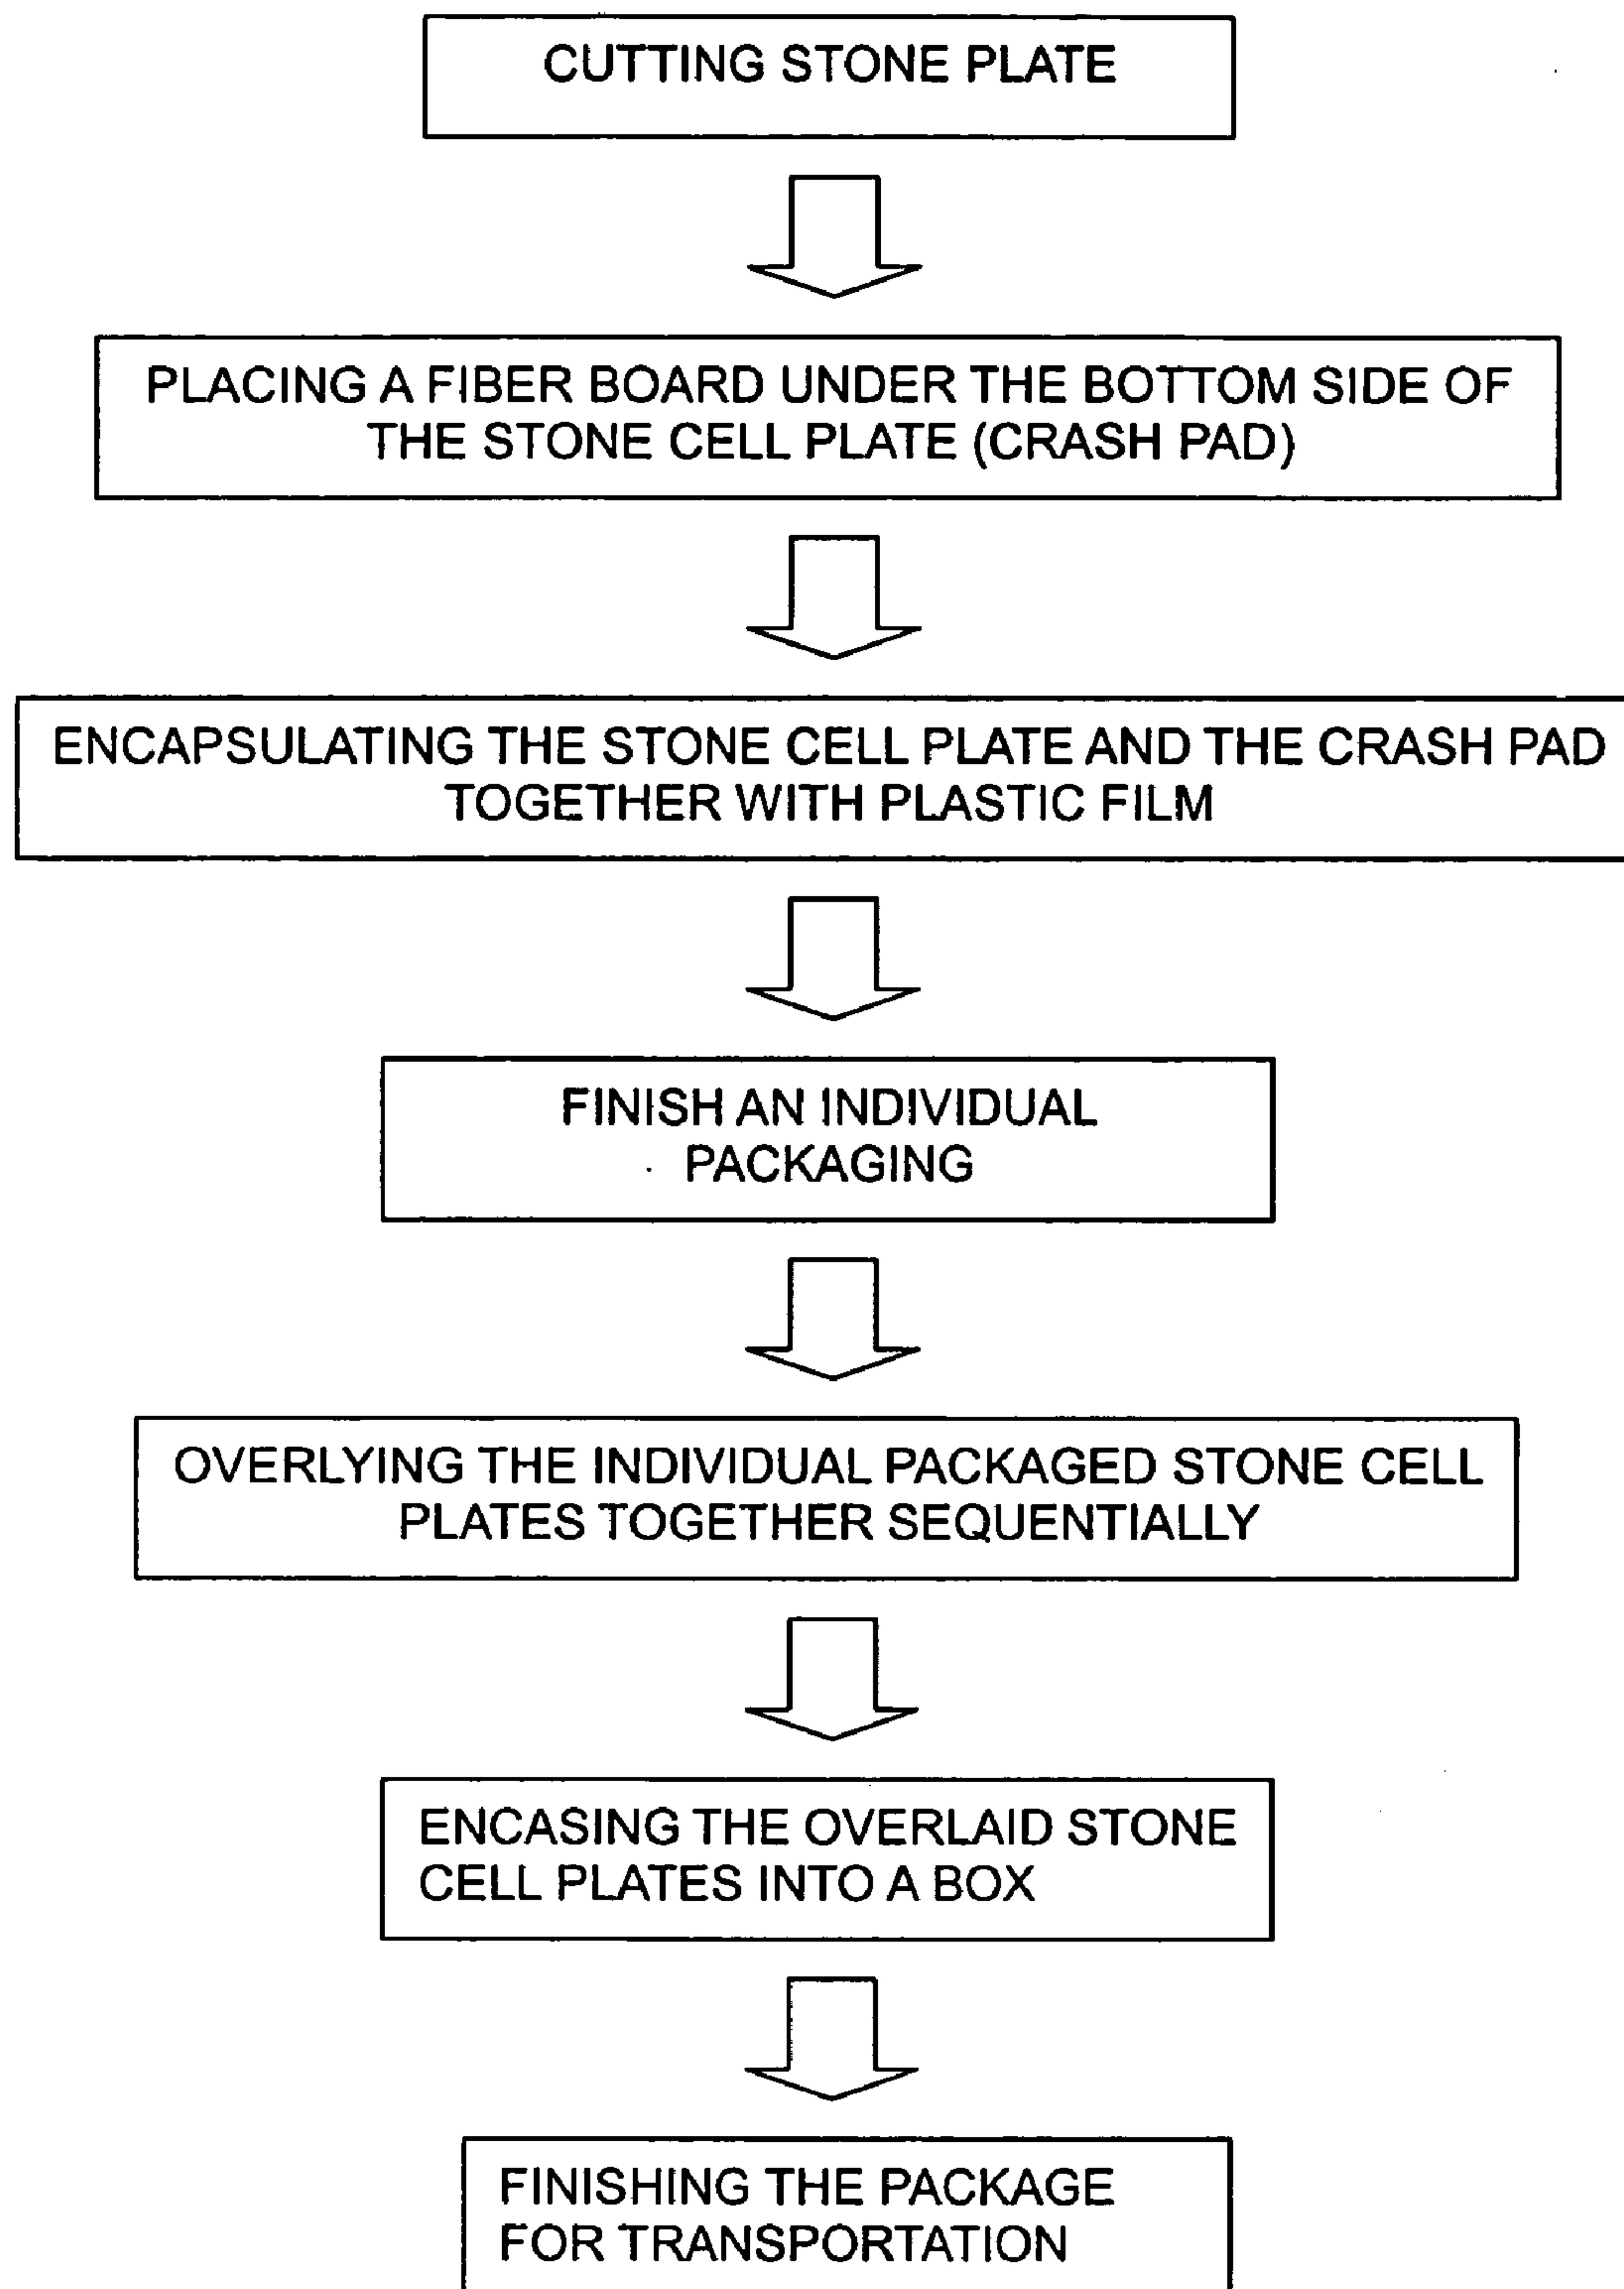 CUTTING STONE PLATE
PLACING A FIBER BOARD UNDER THE BOTTOM SIDE OF
THE STONE CELL PLATE (CRASH PAD)
ENCAPSULATING THE STONE CELL PLATE AND THE CRASH PAD
TOGETHER WITH PLASTIC FILM
FINISH AN INDIVIDUAL
PACKAGING
OVERLYING THE INDIVIDUAL PACKAGED STONE CELL
PLATES TOGETHER SEQUENTIALLY
ENCASING THE OVERLAID STONE
CELL PLATES INTO A BOX
FINISHING THE PACKAGE
FOR TRANSPORTATION